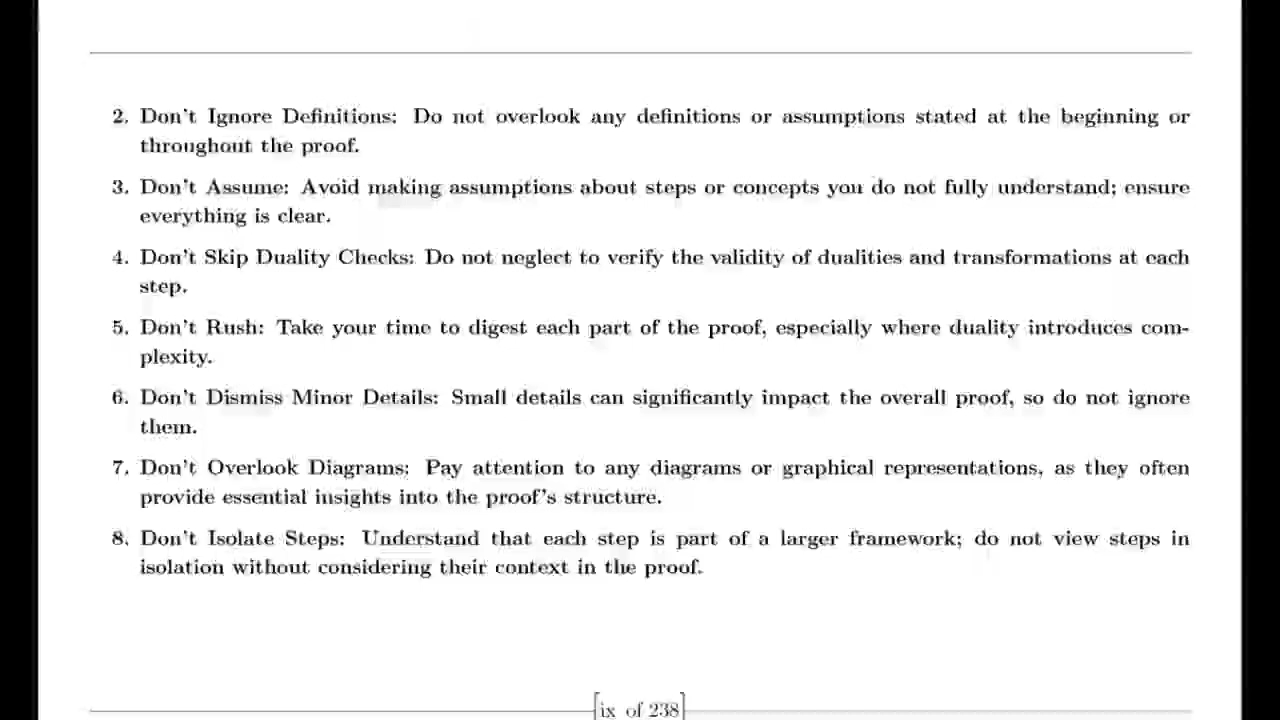 2. Don't Ignore Definitions: Do not overlook any definitions or assumptions stated at the beginning or
throughout the proof.
3. Don't Assume: Avoid making assumptions about steps or concepts you do not fully understand; ensure
everything is clear.
4. Don't Skip Duality Checks: Do not neglect to verify the validity of dualities and transformations at each
step.
5. Don't Rush: Take your time to digest each part of the proof, especially where duality introduces com-
plexity.
6. Don't Dismiss Minor Details: Small details can significantly impact the overall proof, so do not ignore
them.
7. Don't Overlook Diagrams: Pay attention to any diagrams or graphical representations, as they often
provide essential insights into the proof's structure.
8. Don't Isolate Steps: Understand that each step is part of a larger framework; do not view steps in
isolation without considering their context in the proof.
[ix of 238]